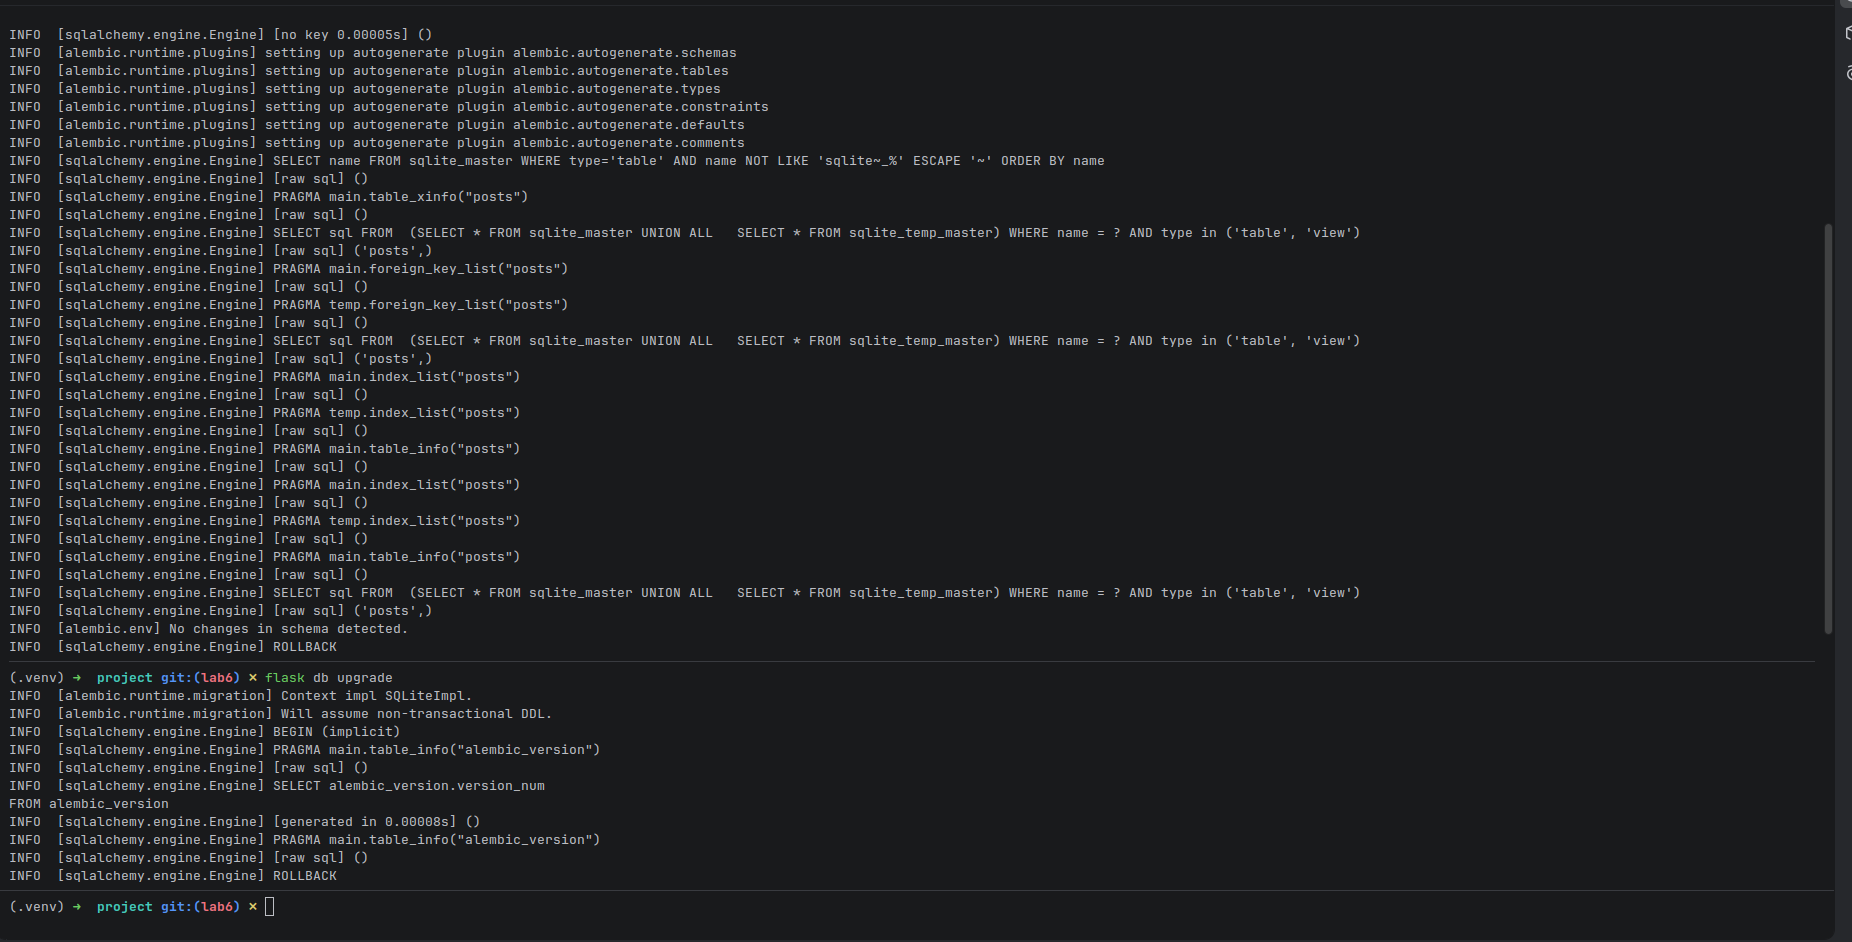 INFO  [sqlalchemy.engine.Engine] [no key 0.00005s] ()
INFO  [alembic.runtime.plugins] setting up autogenerate plugin alembic.autogenerate.schemas
INFO  [alembic.runtime.plugins] setting up autogenerate plugin alembic.autogenerate.tables
INFO  [alembic.runtime.plugins] setting up autogenerate plugin alembic.autogenerate.types
INFO  [alembic.runtime.plugins] setting up autogenerate plugin alembic.autogenerate.constraints
INFO  [alembic.runtime.plugins] setting up autogenerate plugin alembic.autogenerate.defaults
INFO  [alembic.runtime.plugins] setting up autogenerate plugin alembic.autogenerate.comments
INFO  [sqlalchemy.engine.Engine] SELECT name FROM sqlite_master WHERE type='table' AND name NOT LIKE 'sqlite~_%' ESCAPE '~' ORDER BY name
INFO  [sqlalchemy.engine.Engine] [raw sql] ()
INFO  [sqlalchemy.engine.Engine] PRAGMA main.table_xinfo("posts")
INFO  [sqlalchemy.engine.Engine] [raw sql] ()
INFO  [sqlalchemy.engine.Engine] SELECT sql FROM  (SELECT * FROM sqlite_master UNION ALL   SELECT * FROM sqlite_temp_master) WHERE name = ? AND type in ('table', 'view')
INFO  [sqlalchemy.engine.Engine] [raw sql] ('posts',)
INFO  [sqlalchemy.engine.Engine] PRAGMA main.foreign_key_list("posts")
INFO  [sqlalchemy.engine.Engine] [raw sql] ()
INFO  [sqlalchemy.engine.Engine] PRAGMA temp.foreign_key_list("posts")
INFO  [sqlalchemy.engine.Engine] [raw sql] ()
INFO  [sqlalchemy.engine.Engine] SELECT sql FROM  (SELECT * FROM sqlite_master UNION ALL   SELECT * FROM sqlite_temp_master) WHERE name = ? AND type in ('table', 'view')
INFO  [sqlalchemy.engine.Engine] [raw sql] ('posts',)
INFO  [sqlalchemy.engine.Engine] PRAGMA main.index_list("posts")
INFO  [sqlalchemy.engine.Engine] [raw sql] ()
INFO  [sqlalchemy.engine.Engine] PRAGMA temp.index_list("posts")
INFO  [sqlalchemy.engine.Engine] [raw sql] ()
INFO  [sqlalchemy.engine.Engine] PRAGMA main.table_info("posts")
INFO  [sqlalchemy.engine.Engine] [raw sql] ()
INFO  [sqlalchemy.engine.Engine] PRAGMA main.index_list("posts")
INFO  [sqlalchemy.engine.Engine] [raw sql] ()
INFO  [sqlalchemy.engine.Engine] PRAGMA temp.index_list("posts")
INFO  [sqlalchemy.engine.Engine] [raw sql] ()
INFO  [sqlalchemy.engine.Engine] PRAGMA main.table_info("posts")
INFO  [sqlalchemy.engine.Engine] [raw sql] ()
INFO  [sqlalchemy.engine.Engine] SELECT sql FROM  (SELECT * FROM sqlite_master UNION ALL   SELECT * FROM sqlite_temp_master) WHERE name = ? AND type in ('table', 'view')
INFO  [sqlalchemy.engine.Engine] [raw sql] ('posts',)
INFO  [alembic.env] No changes in schema detected.
INFO  [sqlalchemy.engine.Engine] ROLLBACK
(.venv) ➜  project git:(lab6) × flask db upgrade
INFO  [alembic.runtime.migration] Context impl SQLiteImpl.
INFO  [alembic.runtime.migration] Will assume non-transactional DDL.
INFO  [sqlalchemy.engine.Engine] BEGIN (implicit)
INFO  [sqlalchemy.engine.Engine] PRAGMA main.table_info("alembic_version")
INFO  [sqlalchemy.engine.Engine] [raw sql] ()
INFO  [sqlalchemy.engine.Engine] SELECT alembic_version.version_num
FROM alembic_version
INFO  [sqlalchemy.engine.Engine] [generated in 0.00008s] ()
INFO  [sqlalchemy.engine.Engine] PRAGMA main.table_info("alembic_version")
INFO  [sqlalchemy.engine.Engine] [raw sql] ()
INFO  [sqlalchemy.engine.Engine] ROLLBACK
(.venv) ➜  project git:(lab6) ×